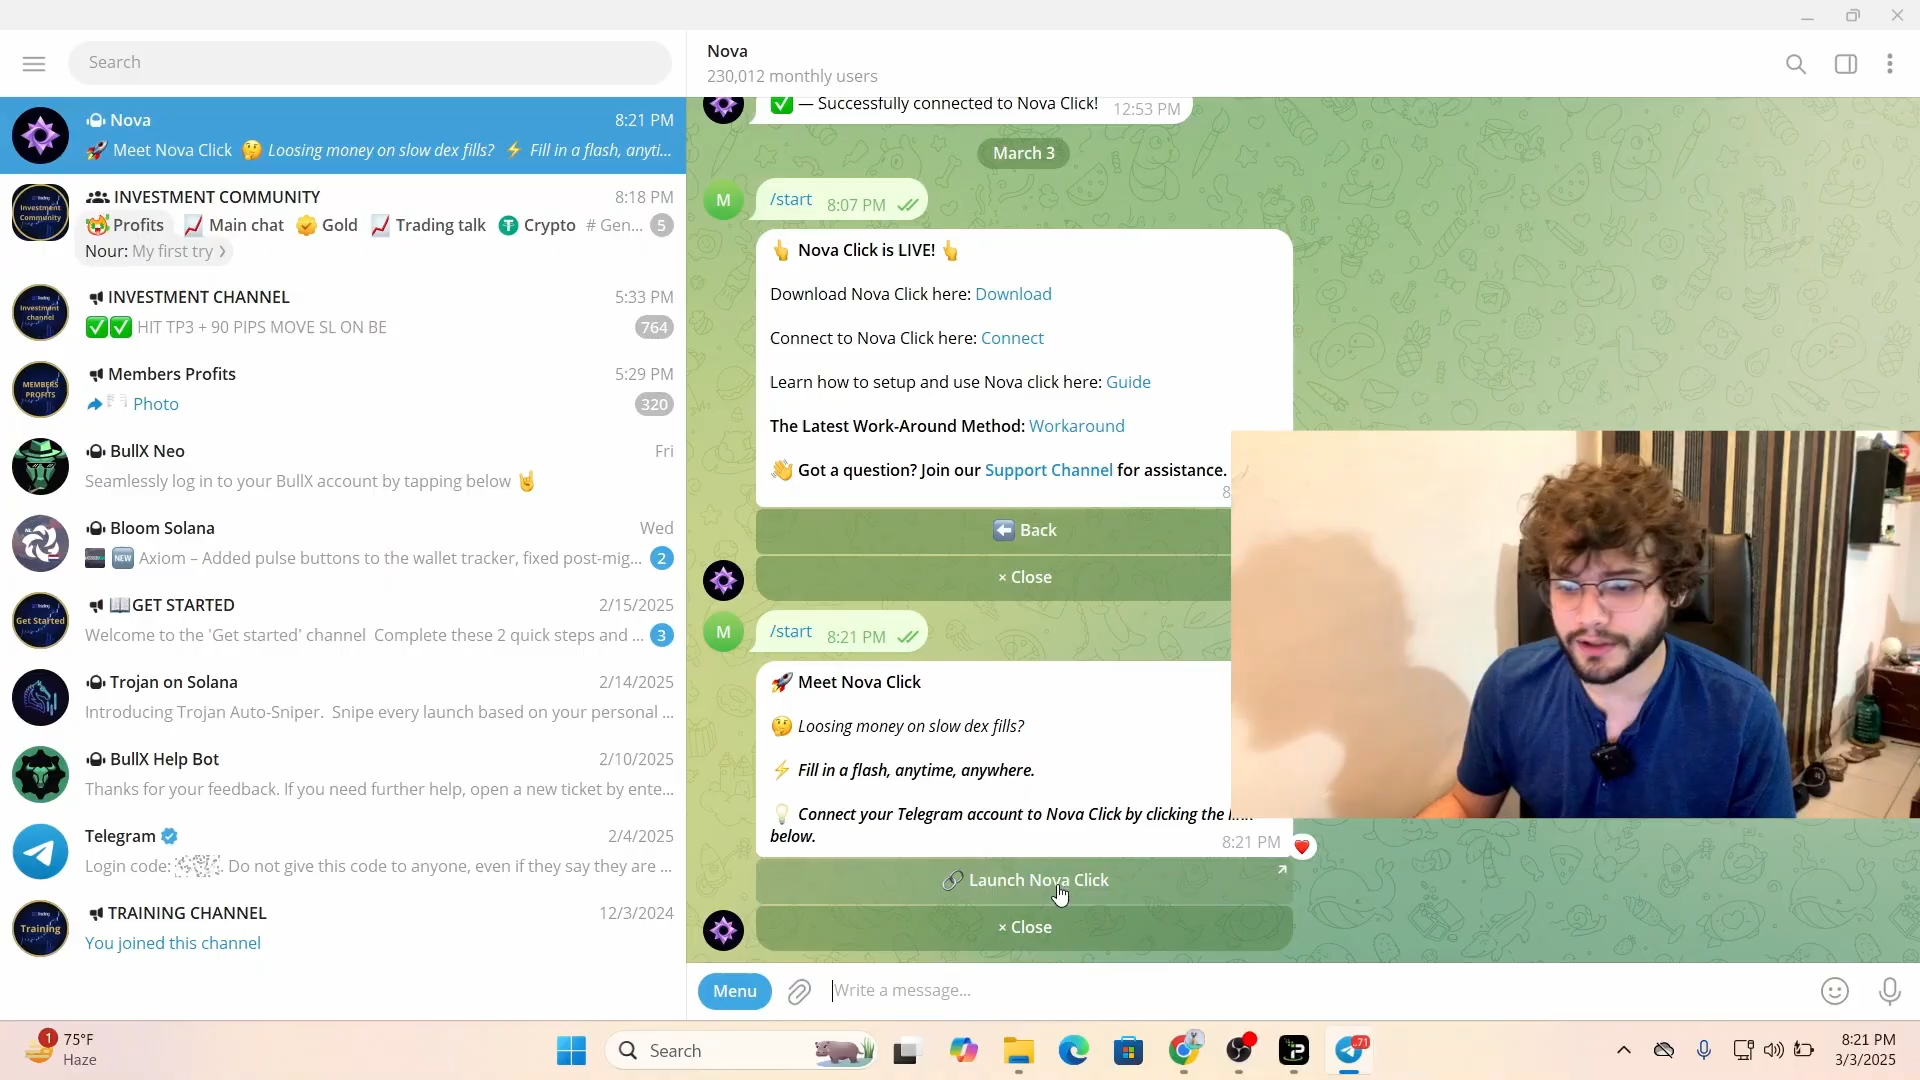 Search
Nova
230,012 monthly users
Nova 8:21 PM
🚀 Meet Nova Click 🤔 Loosing money on slow dex fills? ⚡ Fill in a flash, anyti...
INVESTMENT COMMUNITY 8:18 PM
Profits Main chat Gold Trading talk Crypto # Gen... 5
Nour: My first try >
INVESTMENT CHANNEL 5:33 PM
✅✅ HIT TP3 + 90 PIPS MOVE SL ON BE 764
Members Profits 5:29 PM
Photo 320
BullX Neo Fri
Seamlessly log in to your BullX account by tapping below 🤘
Bloom Solana Wed
🆕 Axiom – Added pulse buttons to the wallet tracker, fixed post-mig... 2
📖GET STARTED 2/15/2025
Welcome to the 'Get started' channel Complete these 2 quick steps and ... 3
Trojan on Solana 2/14/2025
Introducing Trojan Auto-Sniper. Snipe every launch based on your personal ...
BullX Help Bot 2/10/2025
Thanks for your feedback. If you need further help, open a new ticket by ente...
Telegram 2/4/2025
Login code: . Do not give this code to anyone, even if they say they are ...
TRAINING CHANNEL 12/3/2024
You joined this channel
Investment Community
Trading
Investment channel
MEMBERS PROFITS
Get Started
Training
✅ — Successfully connected to Nova Click! 12:53 PM
March 3
M
/start 8:07 PM
👆 Nova Click is LIVE! 👆
Download Nova Click here: Download
Connect to Nova Click here: Connect
Learn how to setup and use Nova click here: Guide
The Latest Work-Around Method: Workaround
👋 Got a question? Join our Support Channel for assistance.
8
⬅️ Back
× Close
M
/start 8:21 PM
🚀 Meet Nova Click
🤔 Loosing money on slow dex fills?
⚡ Fill in a flash, anytime, anywhere.
💡 Connect your Telegram account to Nova Click by clicking the
below. 8:21 PM
🔗 Launch Nova Click
× Close
Menu
Write a message...
1
75°F
Haze
Search
71
8:21 PM
3/3/2025